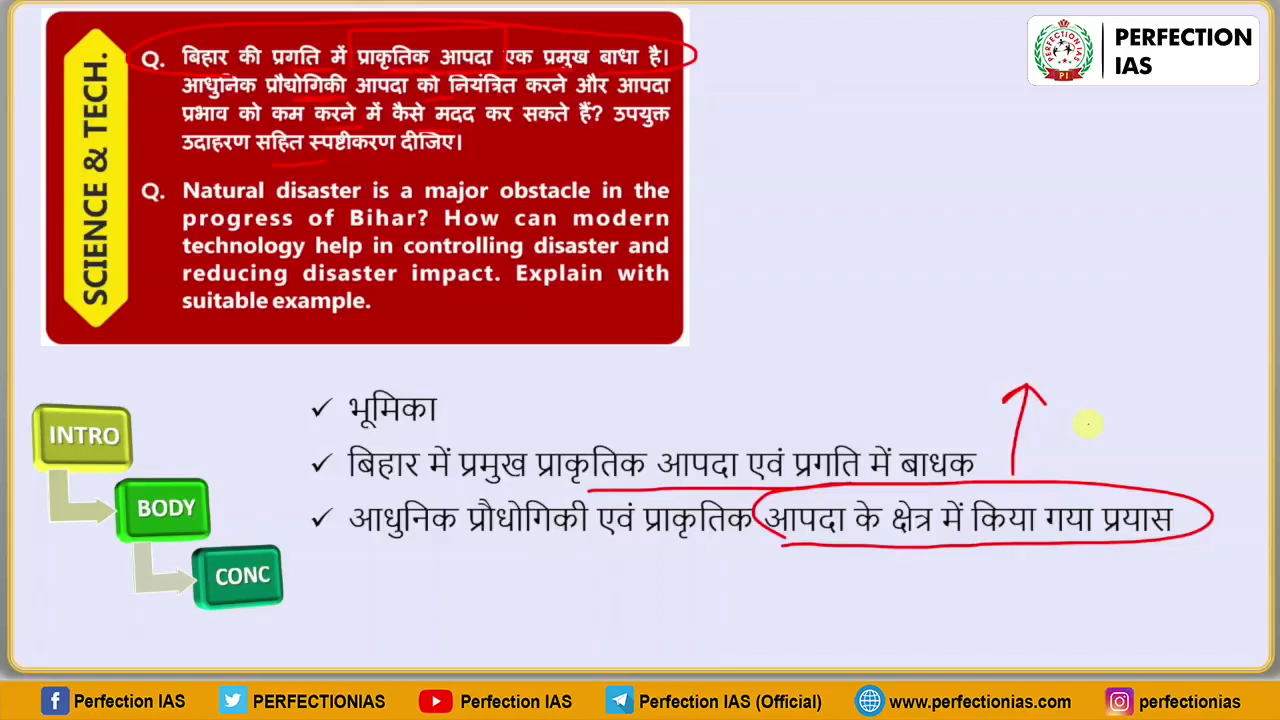 PERFECTION
IAS
PERFECTION IAS
PI
SCIENCE & TECH.
Q. बिहार की प्रगति में प्राकृतिक आपदा एक प्रमुख बाधा है।
आधुनिक प्रौद्योगिकी आपदा को नियंत्रित करने और आपदा
प्रभाव को कम करने में कैसे मदद कर सकते हैं? उपयुक्त
उदाहरण सहित स्पष्टीकरण दीजिए।
Q. Natural disaster is a major obstacle in the
progress of Bihar? How can modern
technology help in controlling disaster and
reducing disaster impact. Explain with
suitable example.
INTRO
BODY
CONC
✓ भूमिका
✓ बिहार में प्रमुख प्राकृतिक आपदा एवं प्रगति में बाधक
✓ आधुनिक प्रौधोगिकी एवं प्राकृतिक आपदा के क्षेत्र में किया गया प्रयास
Perfection IAS
PERFECTIONIAS
Perfection IAS
Perfection IAS (Official)
www.perfectionias.com
perfectionias